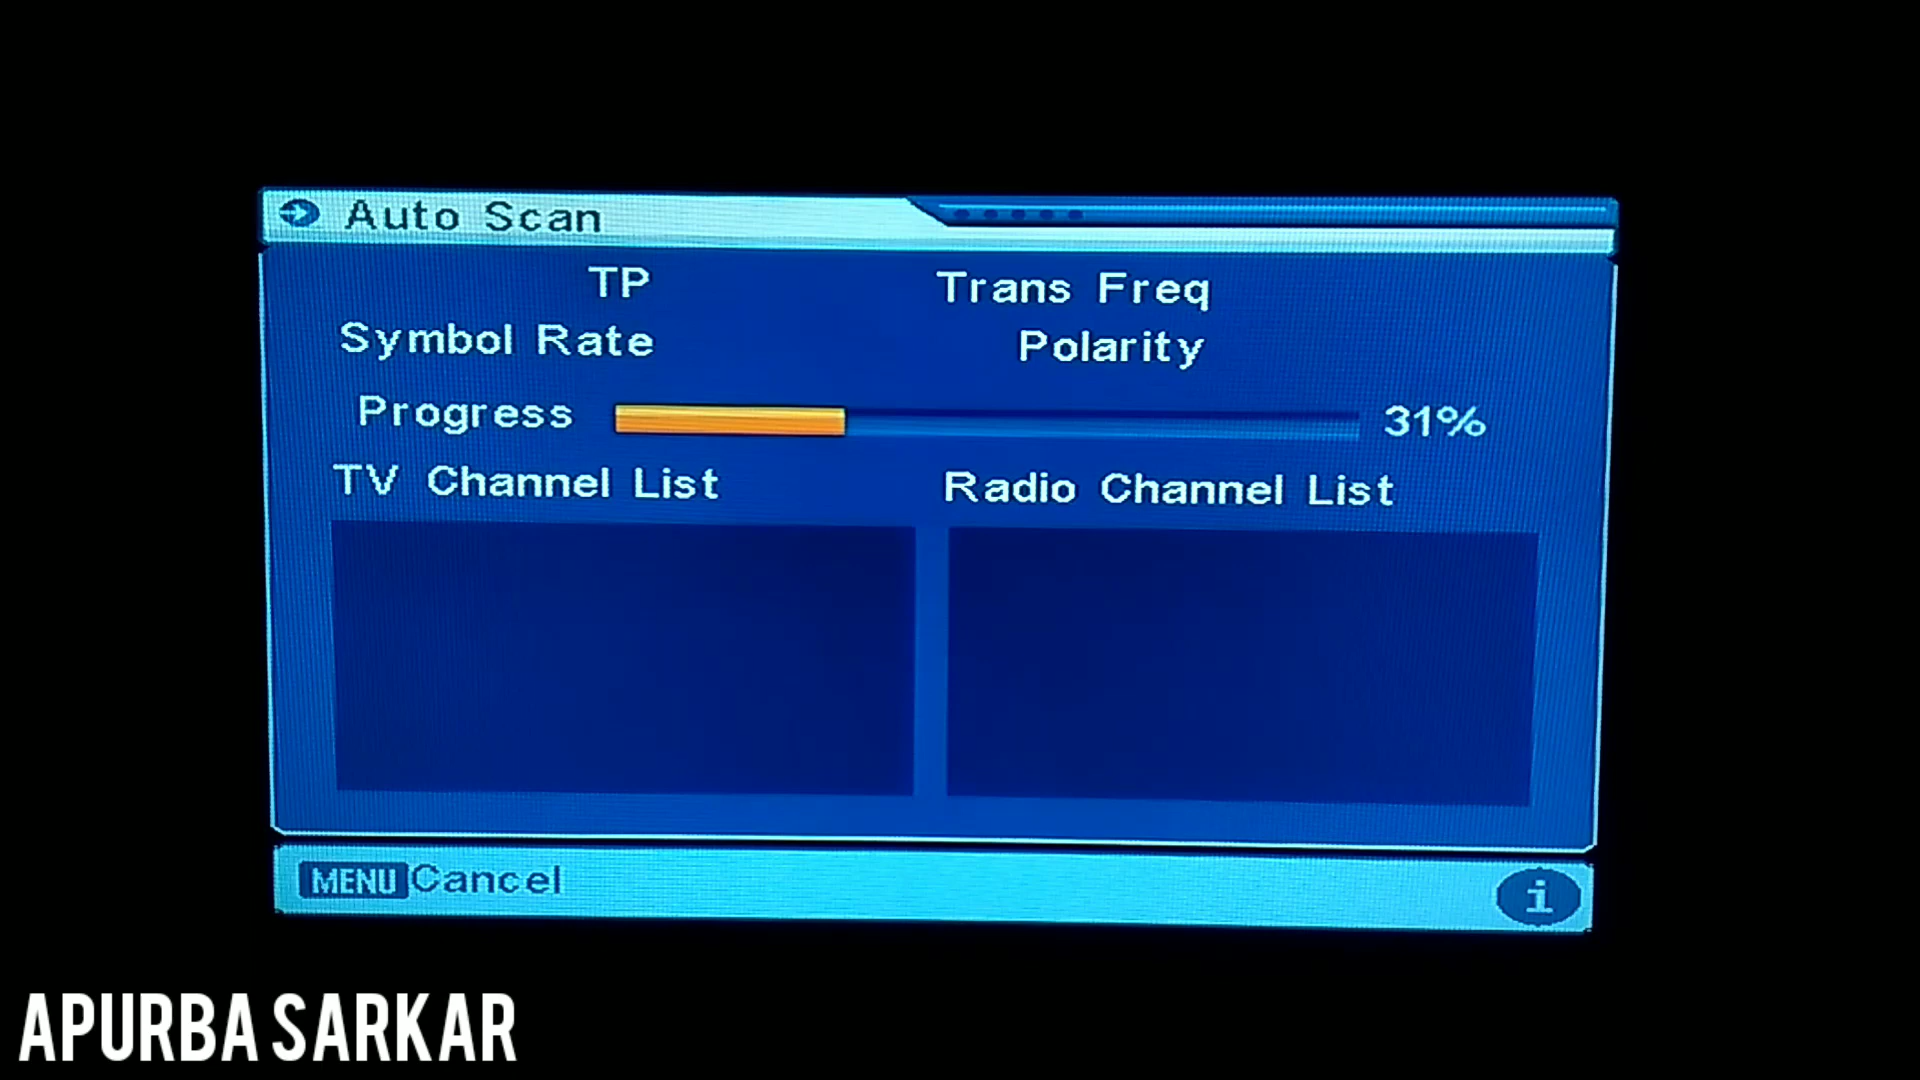 Auto Scan
TP
Trans Freq
Symbol Rate
Polarity
Progress
31%
TV Channel List
Radio Channel List
MENU Cancel
i
APURBA SARKAR